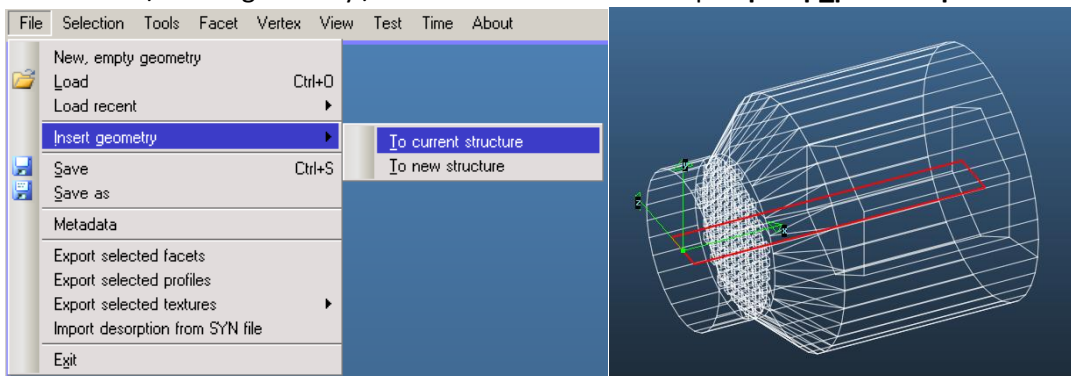 File Selection Tools Facet Vertex View Test Time About
New, empty geometry
Load Ctrl+O
Load recent
Insert geometry
To current structure
To new structure
Save Ctrl+S
Save as
Metadata
Export selected facets
Export selected profiles
Export selected textures
Import desorption from SYN file
Exit
y
z
x